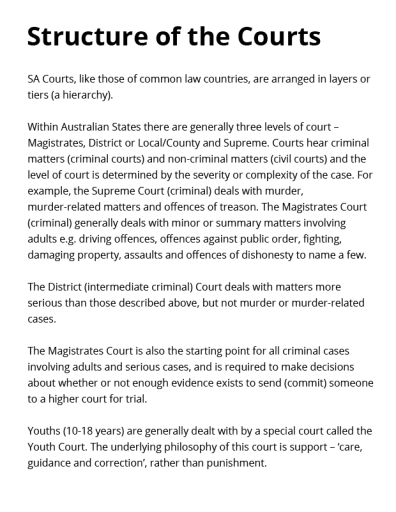 Structure of the Courts
SA Courts, like those of common law countries, are arranged in layers or
tiers (a hierarchy).
Within Australian States there are generally three levels of court –
Magistrates, District or Local/County and Supreme. Courts hear criminal
matters (criminal courts) and non-criminal matters (civil courts) and the
level of court is determined by the severity or complexity of the case. For
example, the Supreme Court (criminal) deals with murder,
murder-related matters and offences of treason. The Magistrates Court
(criminal) generally deals with minor or summary matters involving
adults e.g. driving offences, offences against public order, fighting,
damaging property, assaults and offences of dishonesty to name a few.
The District (intermediate criminal) Court deals with matters more
serious than those described above, but not murder or murder-related
cases.
The Magistrates Court is also the starting point for all criminal cases
involving adults and serious cases, and is required to make decisions
about whether or not enough evidence exists to send (commit) someone
to a higher court for trial.
Youths (10-18 years) are generally dealt with by a special court called the
Youth Court. The underlying philosophy of this court is support – ‘care,
guidance and correction’, rather than punishment.